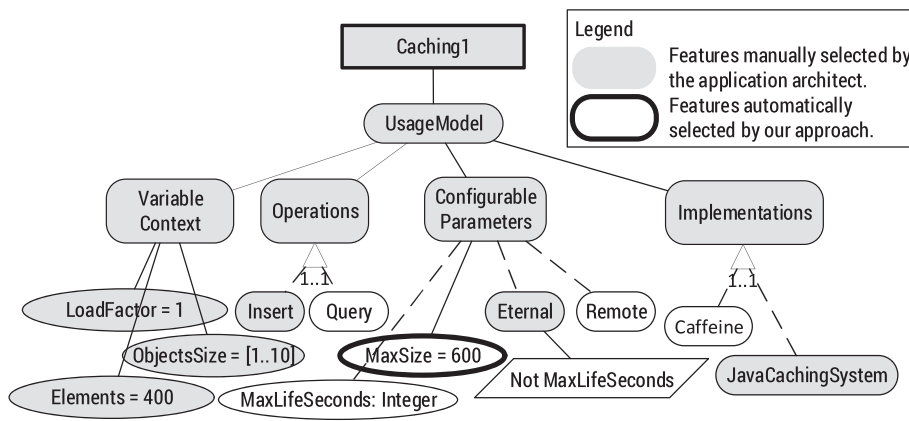 Caching1
Legend
Features manually selected by
the application architect.
Features automatically
selected by our approach.
UsageModel
Variable
Context
Operations
Configurable
Parameters
Implementations
1..1
1..1
LoadFactor = 1
Insert
Query
Eternal
Remote
Caffeine
ObjectsSize = [1..10]
MaxSize = 600
Not MaxLifeSeconds
JavaCachingSystem
Elements = 400
MaxLifeSeconds: Integer